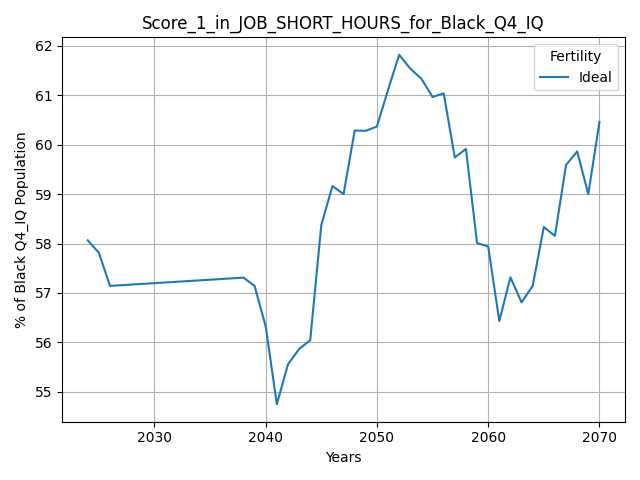 Score_1_in_JOB_SHORT_HOURS_for_Black_Q4_IQ
Fertility
Ideal
% of Black Q4_IQ Population
62
61
60
59
58
57
56
55
2030
2040
2050
2060
2070
Years